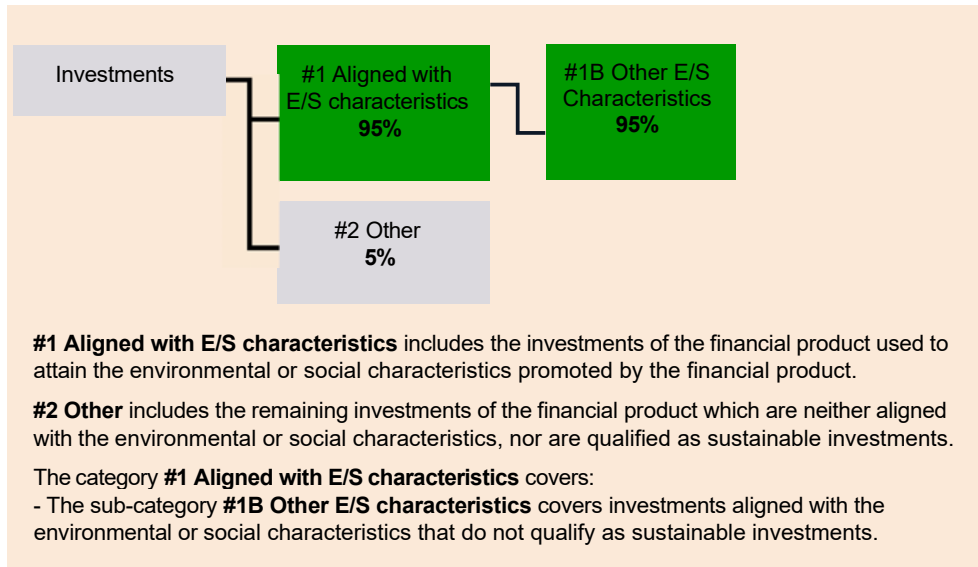 Investments
#1 Aligned with
E/S characteristics
95%
#1B Other E/S
Characteristics
95%
#2 Other
5%
#1 Aligned with E/S characteristics includes the investments of the financial product used to
attain the environmental or social characteristics promoted by the financial product.
#2 Other includes the remaining investments of the financial product which are neither aligned
with the environmental or social characteristics, nor are qualified as sustainable investments.
The category #1 Aligned with E/S characteristics covers:
- The sub-category #1B Other E/S characteristics covers investments aligned with the
environmental or social characteristics that do not qualify as sustainable investments.